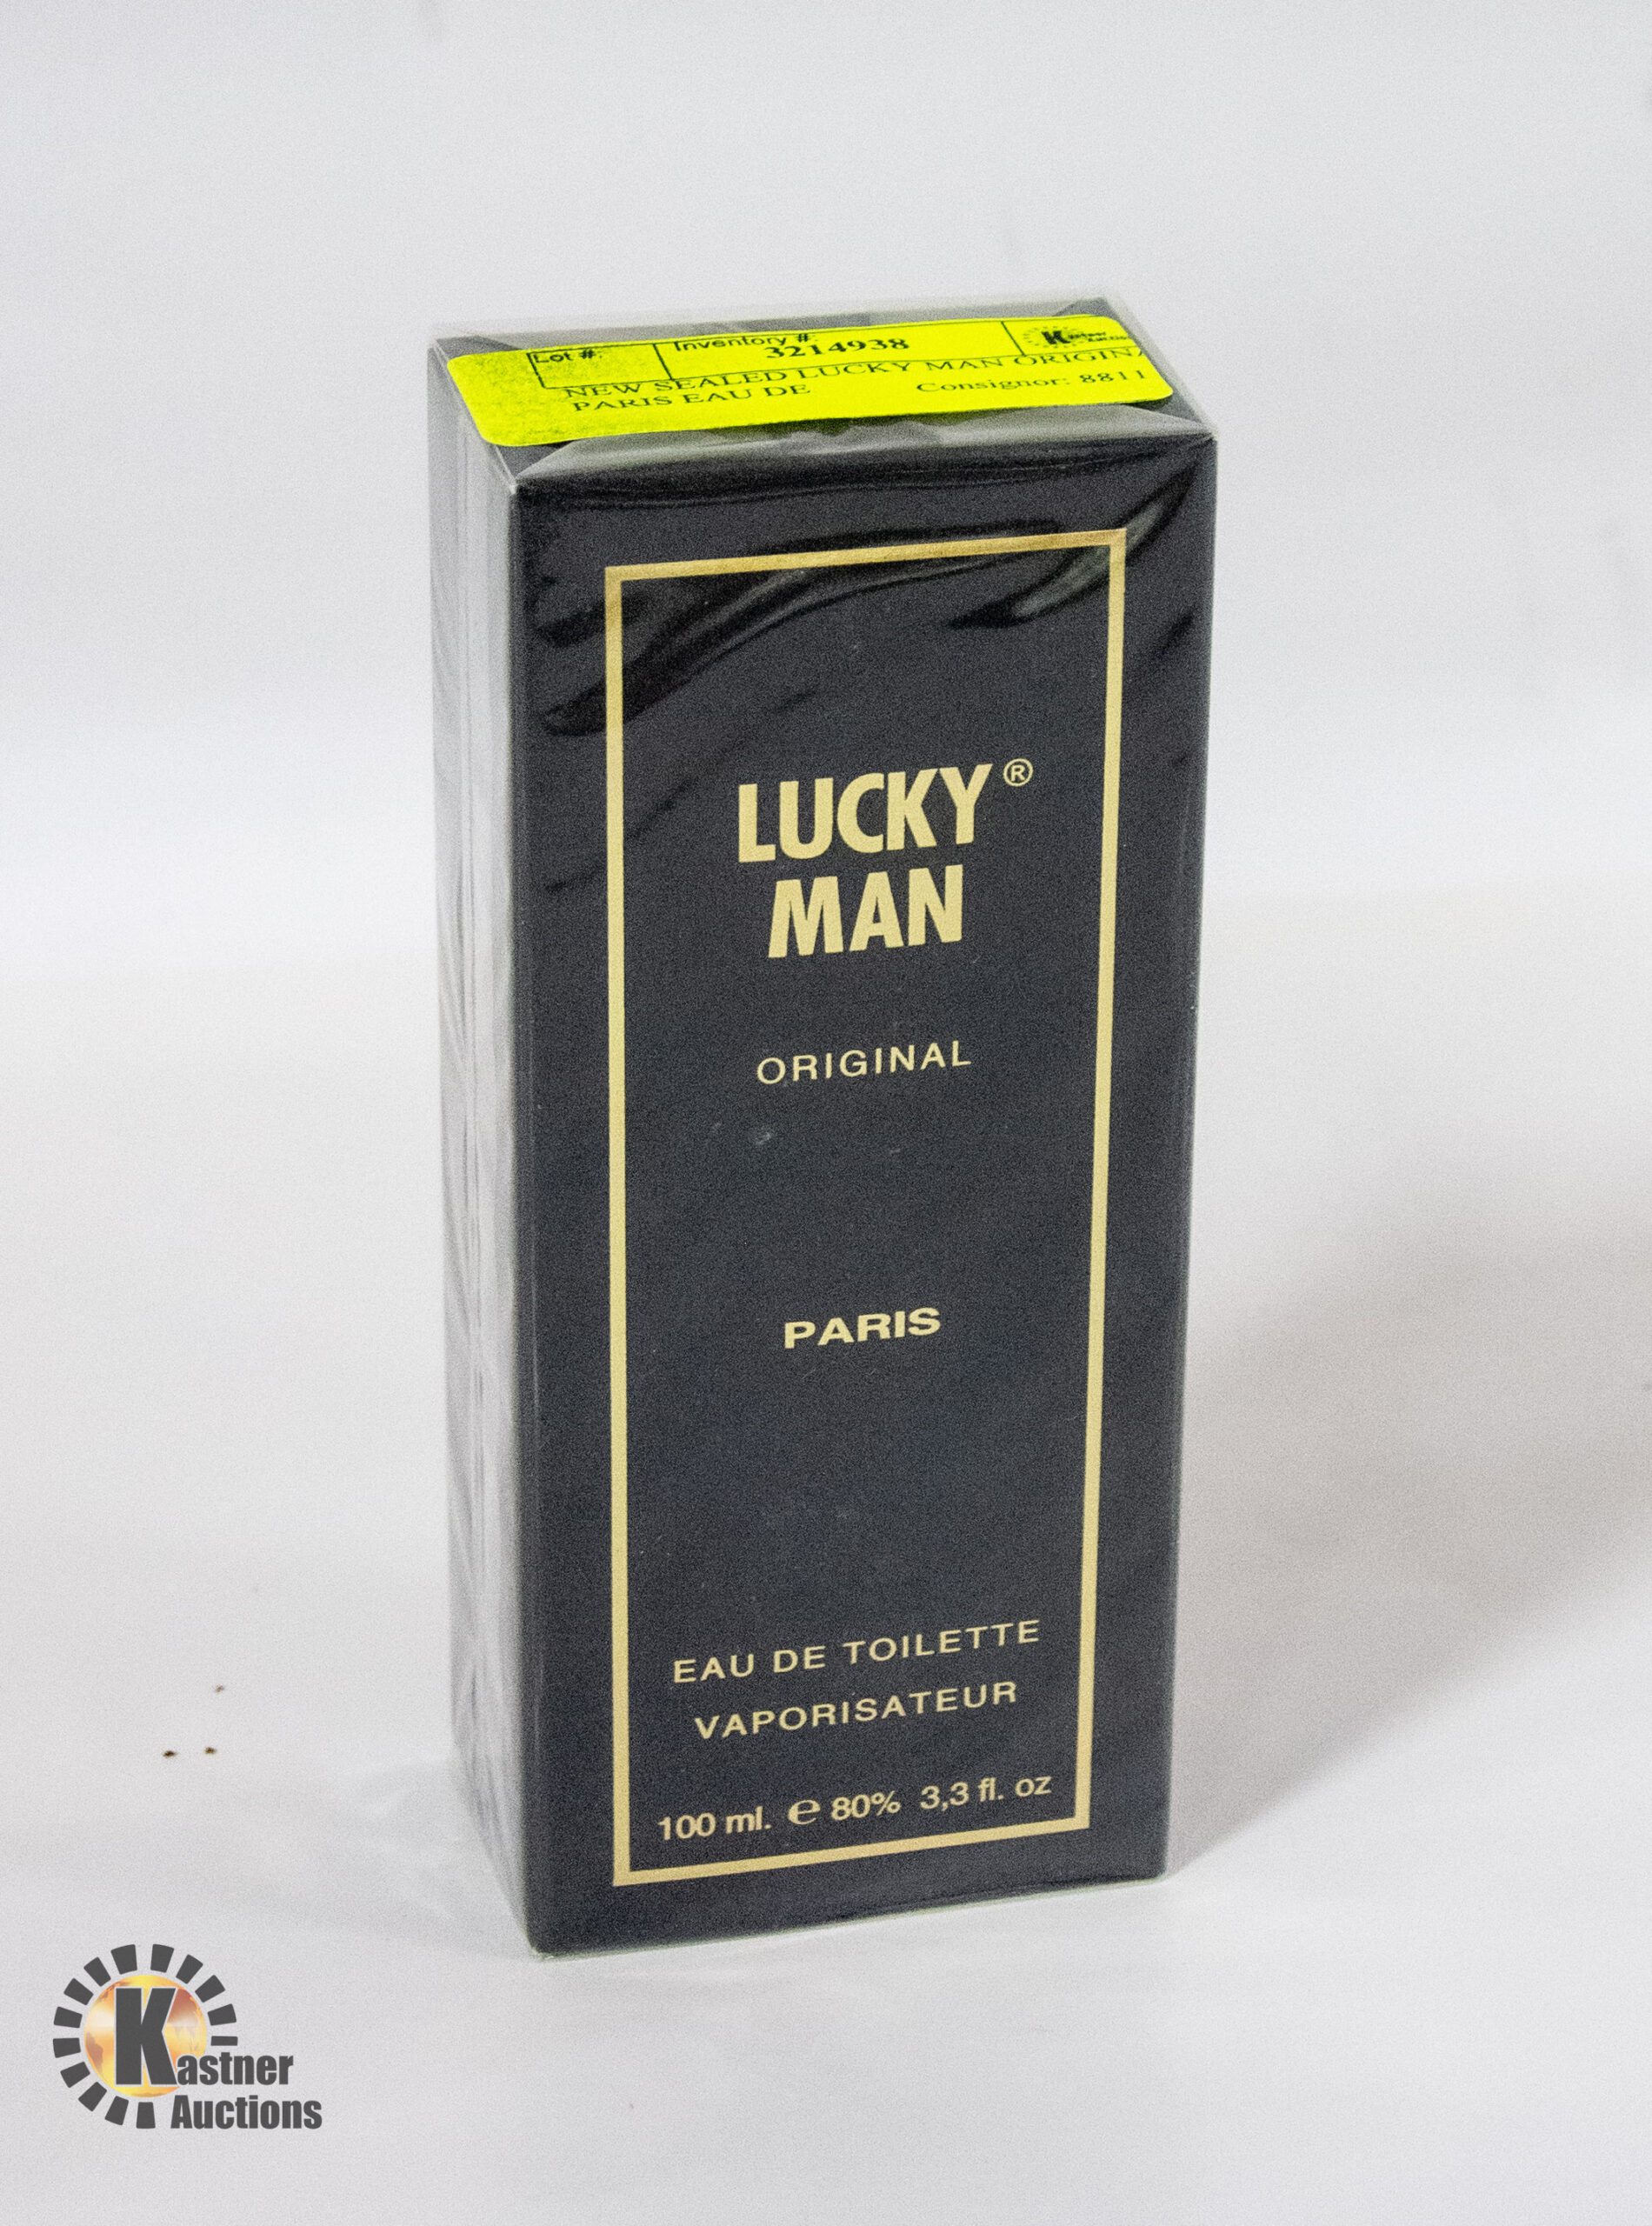 Lot #:
Inventory #:
3214938
Kastner
NEW SEALED LUCKY MAN ORIGINA
PARIS EAU DE
Consignor: 8811
LUCKY®
MAN
ORIGINAL
PARIS
EAU DE TOILETTE
VAPORISATEUR
100 ml. ℮ 80% 3,3 fl. oz
Kastner
Auctions